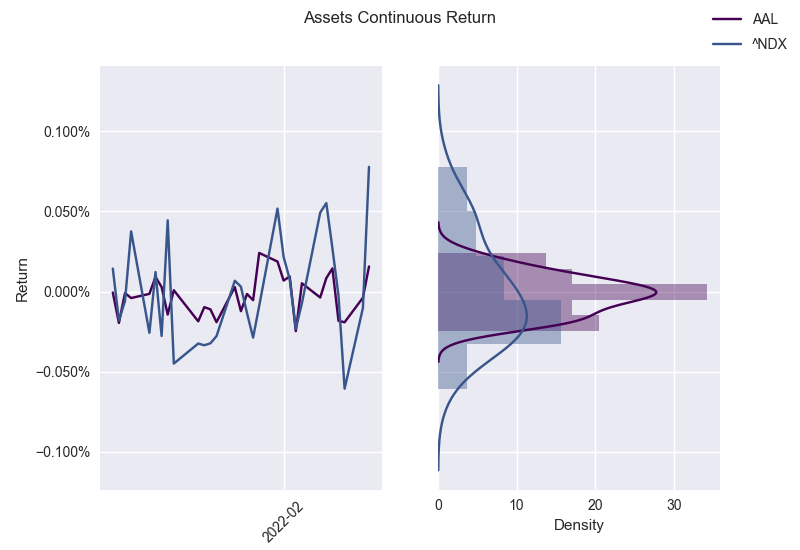 Assets Continuous Return
AAL
^NDX
0.100%
0.050%
0.000%
−0.050%
−0.100%
Return
2022-02
0
10
20
30
Density